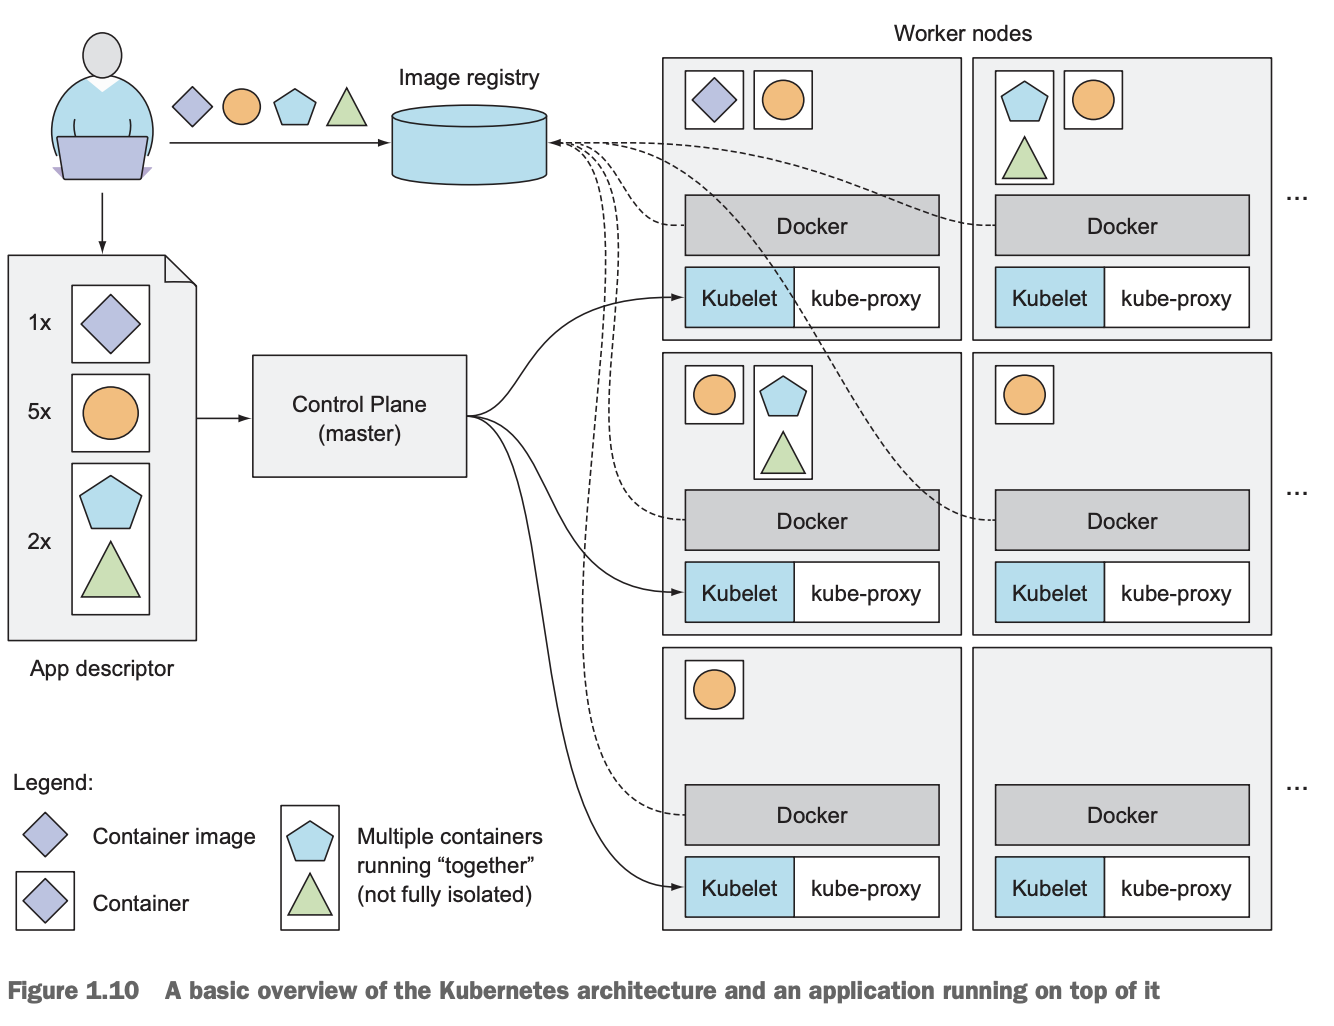 Worker nodes
Image registry
Docker
Kubelet
kube-proxy
Docker
Kubelet
kube-proxy
...
1x
5x
2x
App descriptor
Control Plane
(master)
Docker
Kubelet
kube-proxy
Docker
Kubelet
kube-proxy
...
Docker
Kubelet
kube-proxy
Docker
Kubelet
kube-proxy
...
Legend:
Container image
Container
Multiple containers
running “together”
(not fully isolated)
Figure 1.10 A basic overview of the Kubernetes architecture and an application running on top of it